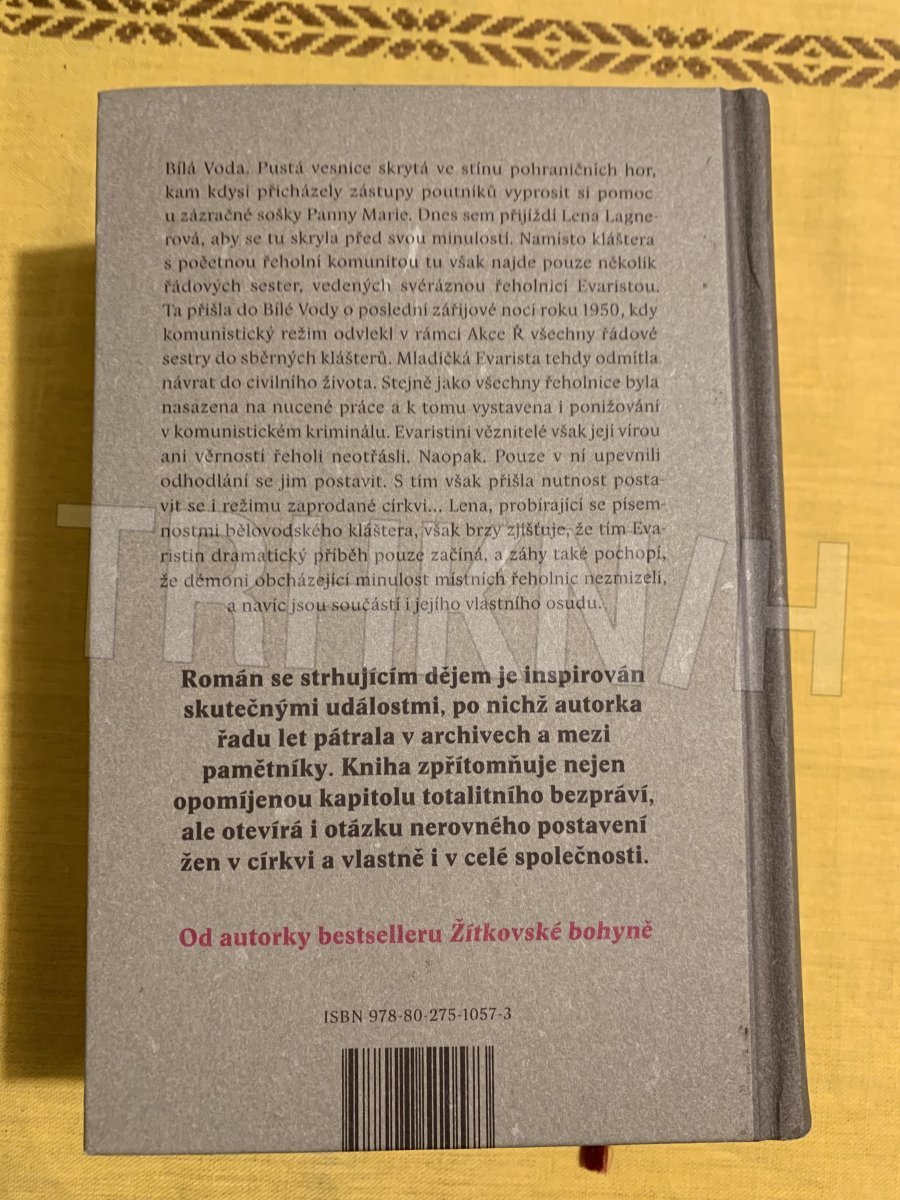 Bílá Voda. Pustá vesnice skrytá ve stínu pohraničních hor,
kam kdysi přicházely zástupy poutníků vyprosit si pomoc
u zázračné sošky Panny Marie. Dnes sem přijíždí Lena Lagne-
rová, aby se tu skryla před svou minulostí. Namísto kláštera
s početnou řeholní komunitou tu však najde pouze několik
řádových sester, vedených svéráznou řeholnicí Evaristou.
Ta přišla do Bílé Vody o poslední zářijové noci roku 1950, kdy
komunistický režim odvlekl v rámci Akce Ř všechny řádové
sestry do sběrných klášterů. Mladičká Evarista tehdy odmítla
návrat do civilního života. Stejně jako všechny řeholnice byla
nasazena na nucené práce a k tomu vystavena i ponižování
v komunistickém kriminálu. Evaristini věznitelé však její vírou
ani věrností řeholi neotřásli. Naopak. Pouze v ní upevnili
odhodlání se jim postavit. S tím však přišla nutnost posta-
vit se i režimu zaprodané církvi... Lena, probírající se písem-
nostmi bělovodského kláštera, však brzy zjišťuje, že tím Eva-
ristin dramatický příběh pouze začíná, a záhy také pochopí,
že démoni obcházející minulost místních řeholnic nezmizeli,
a navíc jsou součástí i jejího vlastního osudu.
TRHKNIH
Román se strhujícím dějem je inspirován
skutečnými událostmi, po nichž autorka
řadu let pátrala v archivech a mezi
pamětníky. Kniha zpřítomňuje nejen
opomíjenou kapitolu totalitního bezpráví,
ale otevírá i otázku nerovného postavení
žen v církvi a vlastně i v celé společnosti.
Od autorky bestselleru Žítkovské bohyně
ISBN 978-80-275-1057-3